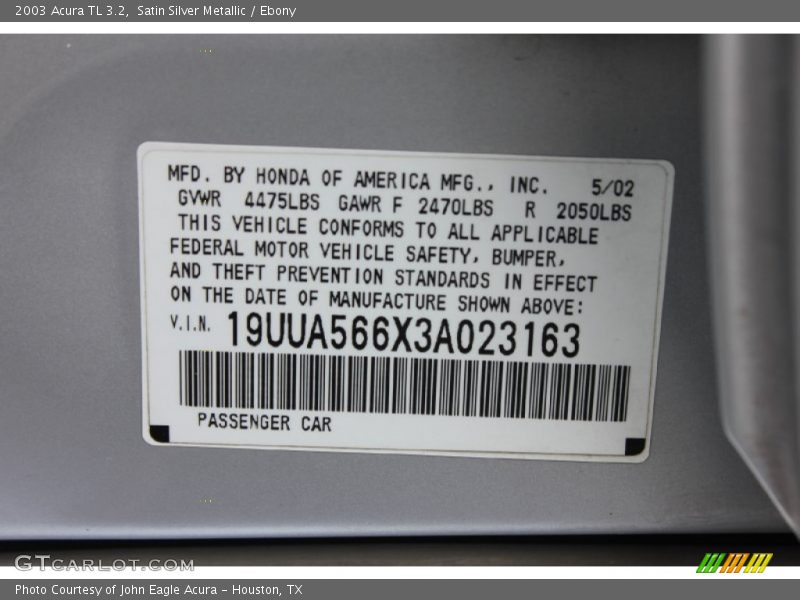 2003 Acura TL 3.2, Satin Silver Metallic / Ebony
MFD. BY HONDA OF AMERICA MFG., INC. 5/02
GVWR 4475LBS GAWR F 2470LBS R 2050LBS
THIS VEHICLE CONFORMS TO ALL APPLICABLE
FEDERAL MOTOR VEHICLE SAFETY, BUMPER,
AND THEFT PREVENTION STANDARDS IN EFFECT
ON THE DATE OF MANUFACTURE SHOWN ABOVE:
V.I.N. 19UUA566X3A023163
PASSENGER CAR
GTCARLOT.COM
Photo Courtesy of John Eagle Acura - Houston, TX